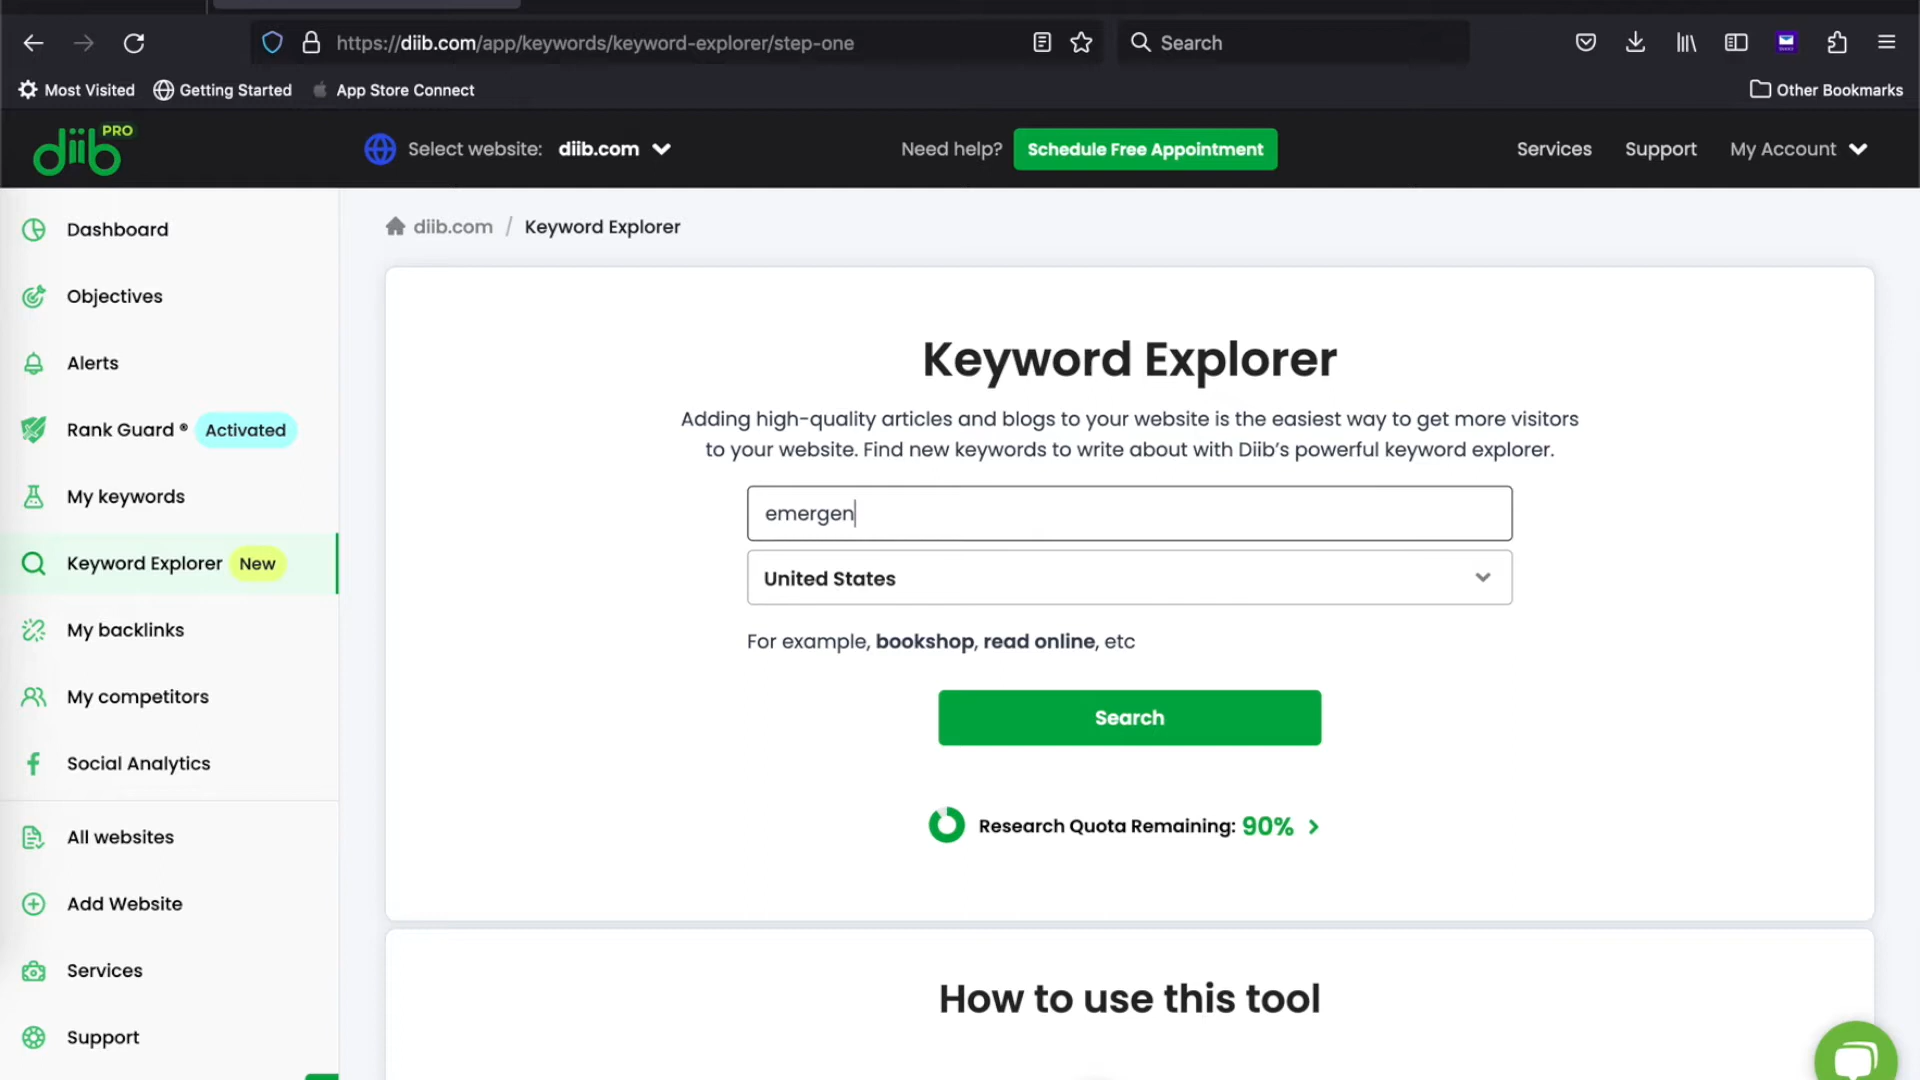 https://diib.com/app/keywords/keyword-explorer/step-one
Search
Most Visited
Getting Started
App Store Connect
Other Bookmarks
diib PRO
Select website: diib.com
Need help?
Schedule Free Appointment
Services
Support
My Account
Dashboard
Objectives
Alerts
Rank Guard ® Activated
My keywords
Keyword Explorer New
My backlinks
My competitors
Social Analytics
All websites
Add Website
Services
Support
diib.com / Keyword Explorer
Keyword Explorer
Adding high-quality articles and blogs to your website is the easiest way to get more visitors
to your website. Find new keywords to write about with Diib’s powerful keyword explorer.
emergen
United States
For example, bookshop, read online, etc
Search
Research Quota Remaining: 90%
How to use this tool